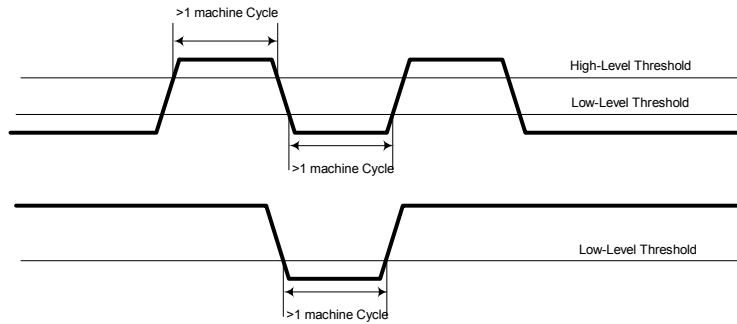 >1 machine Cycle
High-Level Threshold
Low-Level Threshold
>1 machine Cycle
Low-Level Threshold
>1 machine Cycle